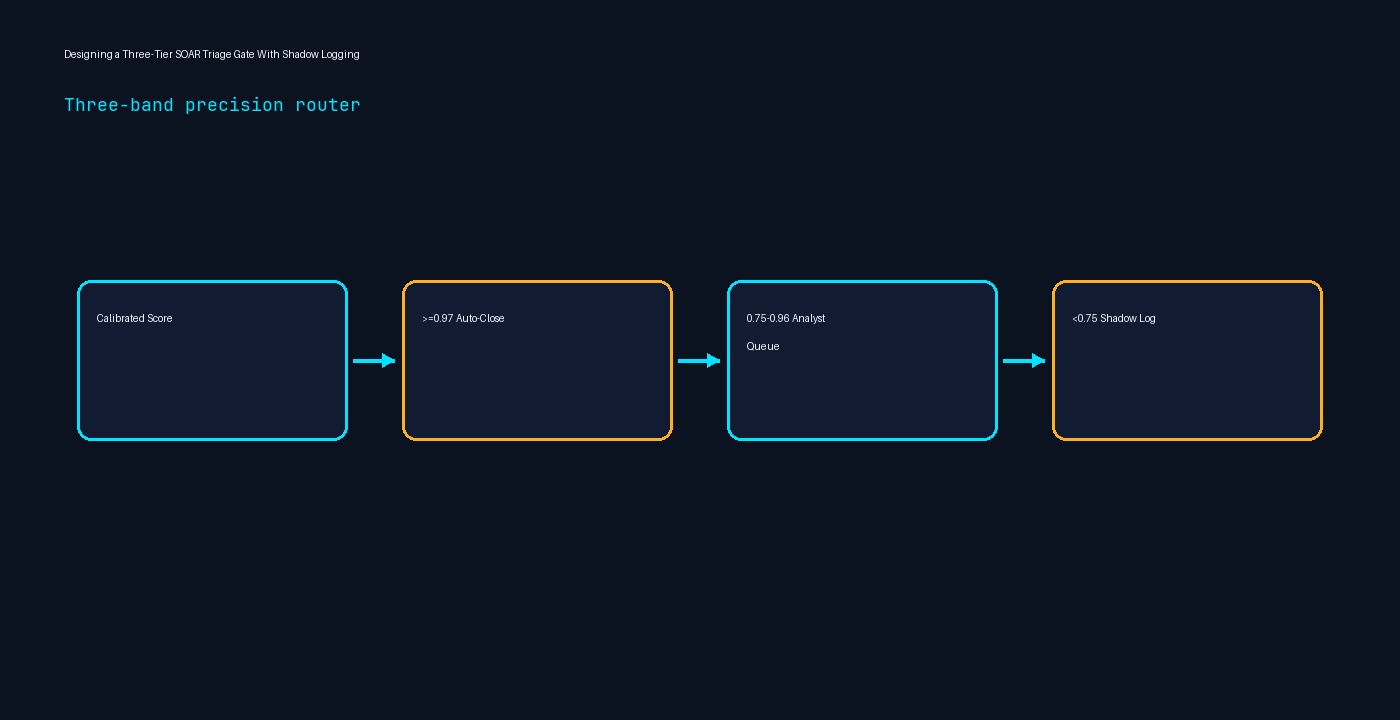 Designing a Three-Tier SOAR Triage Gate With Shadow Logging
Three-band precision router
Calibrated Score
>=0.97 Auto-Close
0.75-0.96 Analyst
Queue
<0.75 Shadow Log